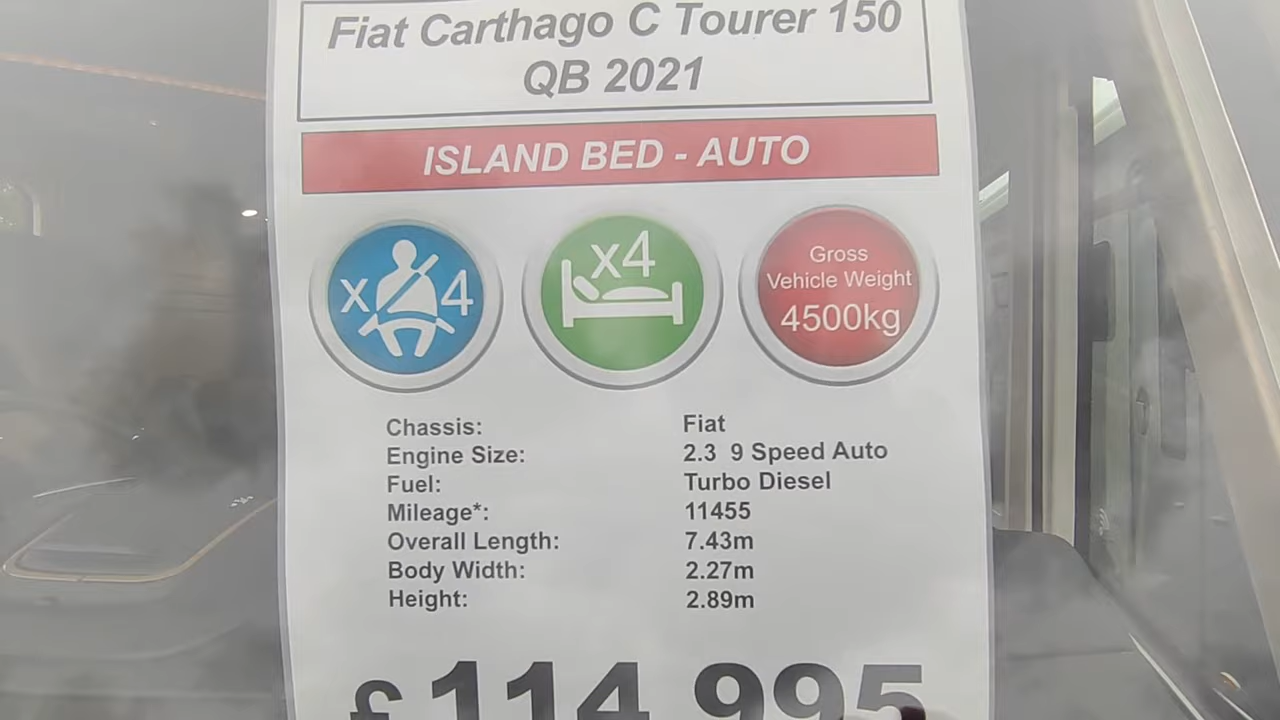 Fiat Carthago C Tourer 150
QB 2021
ISLAND BED - AUTO
x 4
x4
Gross
Vehicle Weight
4500kg
Chassis: Fiat
Engine Size: 2.3 9 Speed Auto
Fuel: Turbo Diesel
Mileage*: 11455
Overall Length: 7.43m
Body Width: 2.27m
Height: 2.89m
£114,995